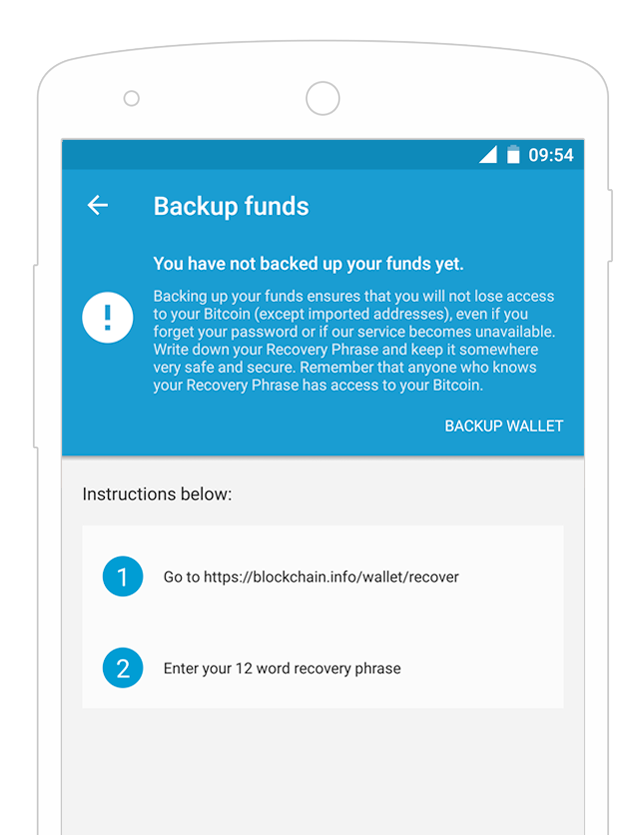 09:54
Backup funds
You have not backed up your funds yet.
Backing up your funds ensures that you will not lose access
to your Bitcoin (except imported addresses), even if you
forget your password or if our service becomes unavailable.
Write down your Recovery Phrase and keep it somewhere
very safe and secure. Remember that anyone who knows
your Recovery Phrase has access to your Bitcoin.
BACKUP WALLET
Instructions below:
1 Go to https://blockchain.info/wallet/recover
2 Enter your 12 word recovery phrase